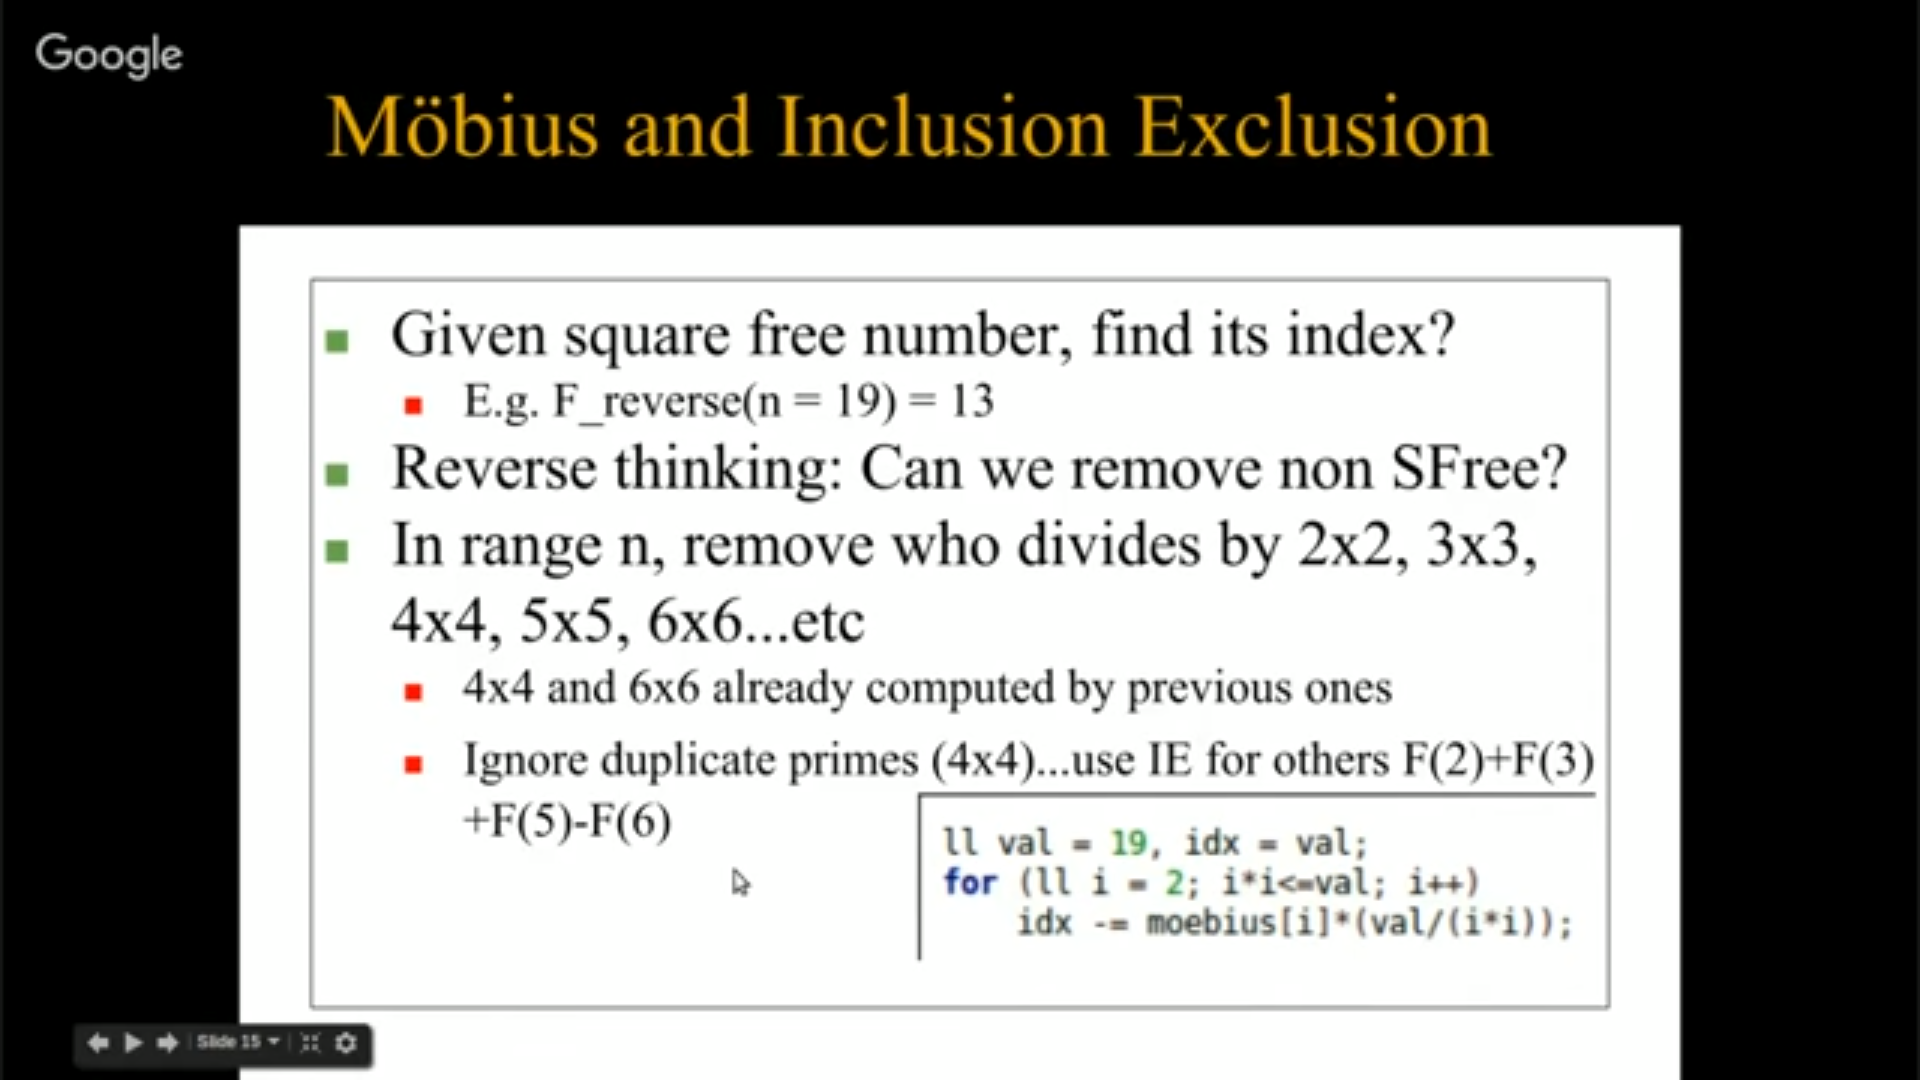 Google
Möbius and Inclusion Exclusion
Given square free number, find its index?
E.g. F_reverse(n = 19) = 13
Reverse thinking: Can we remove non SFree?
In range n, remove who divides by 2x2, 3x3,
4x4, 5x5, 6x6...etc
4x4 and 6x6 already computed by previous ones
Ignore duplicate primes (4x4)...use IE for others F(2)+F(3)
+F(5)-F(6)
ll val = 19, idx = val;
for (ll i = 2; i*i<=val; i++)
idx -= moebius[i]*(val/(i*i));
Slide 15